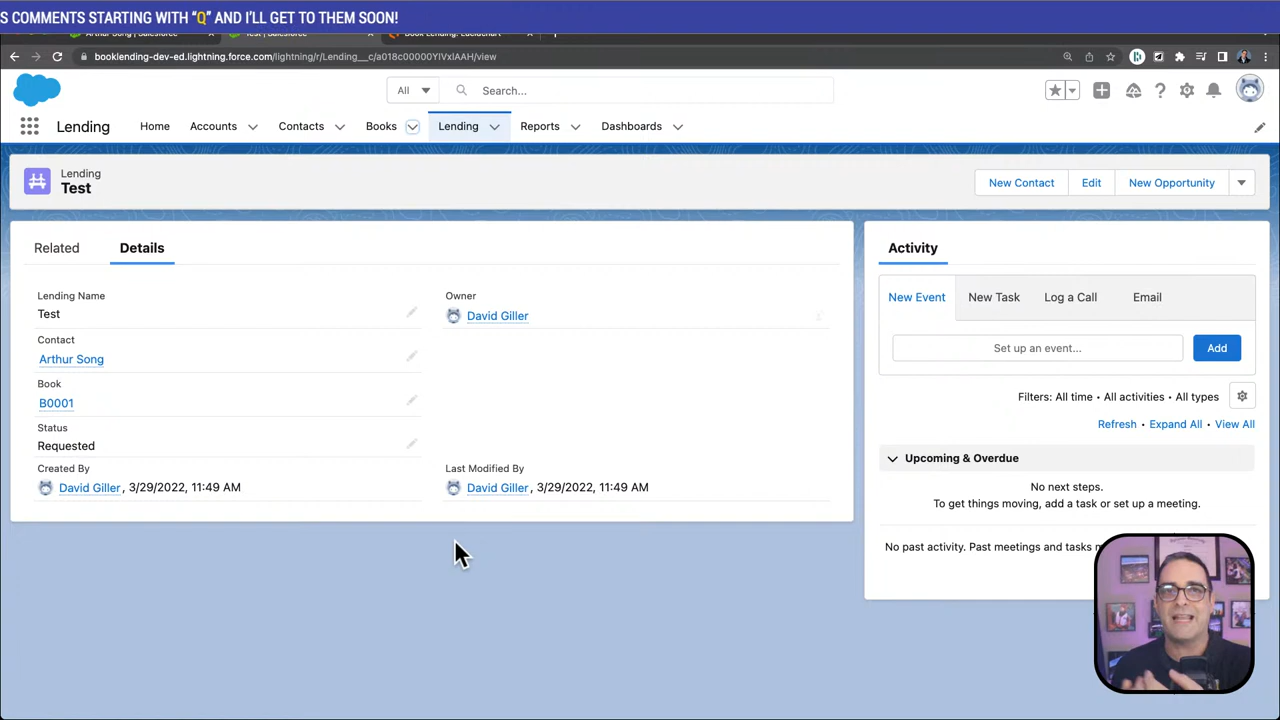 S COMMENTS STARTING WITH “Q” AND I’LL GET TO THEM SOON!
booklending-dev-ed.lightning.force.com/lightning/r/Lending__c/a018c00000YIVxIAAH/view
All
Search...
Lending
Home
Accounts
Contacts
Books
Lending
Reports
Dashboards
Lending
Test
New Contact
Edit
New Opportunity
Related
Details
Lending Name
Test
Owner
David Giller
Contact
Arthur Song
Book
B0001
Status
Requested
Created By
David Giller, 3/29/2022, 11:49 AM
Last Modified By
David Giller, 3/29/2022, 11:49 AM
Activity
New Event
New Task
Log a Call
Email
Set up an event...
Add
Filters: All time • All activities • All types
Refresh • Expand All • View All
Upcoming & Overdue
No next steps.
To get things moving, add a task or set up a meeting.
No past activity. Past meetings and tasks